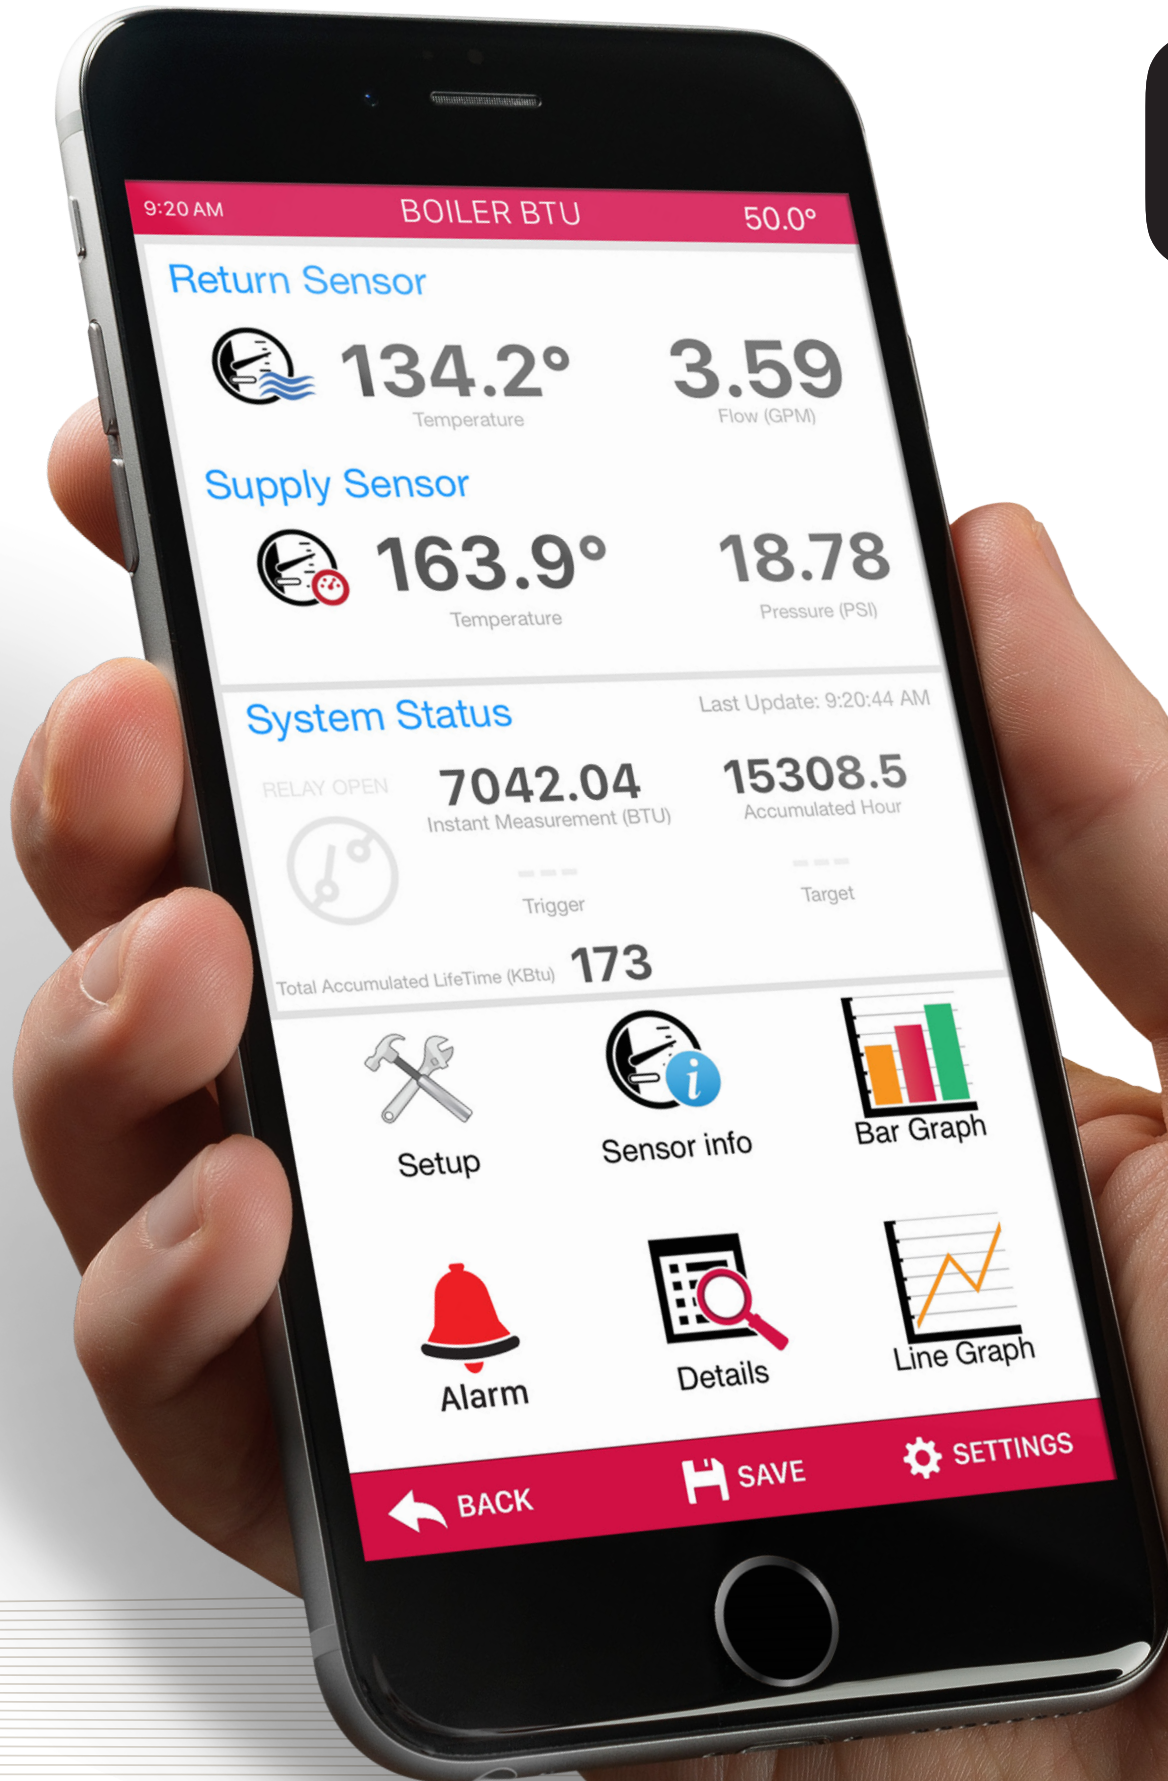 9:20 AM BOILER BTU 50.0°
Return Sensor
134.2° 3.59
Temperature Flow (GPM)
Supply Sensor
163.9° 18.78
Temperature Pressure (PSI)
System Status Last Update: 9:20:44 AM
RELAY OPEN 7042.04 15308.5
Instant Measurement (BTU) Accumulated Hour
--- ---
Trigger Target
Total Accumulated LifeTime (KBtu) 173
i
Setup Sensor info Bar Graph
Alarm Details Line Graph
BACK SAVE SETTINGS